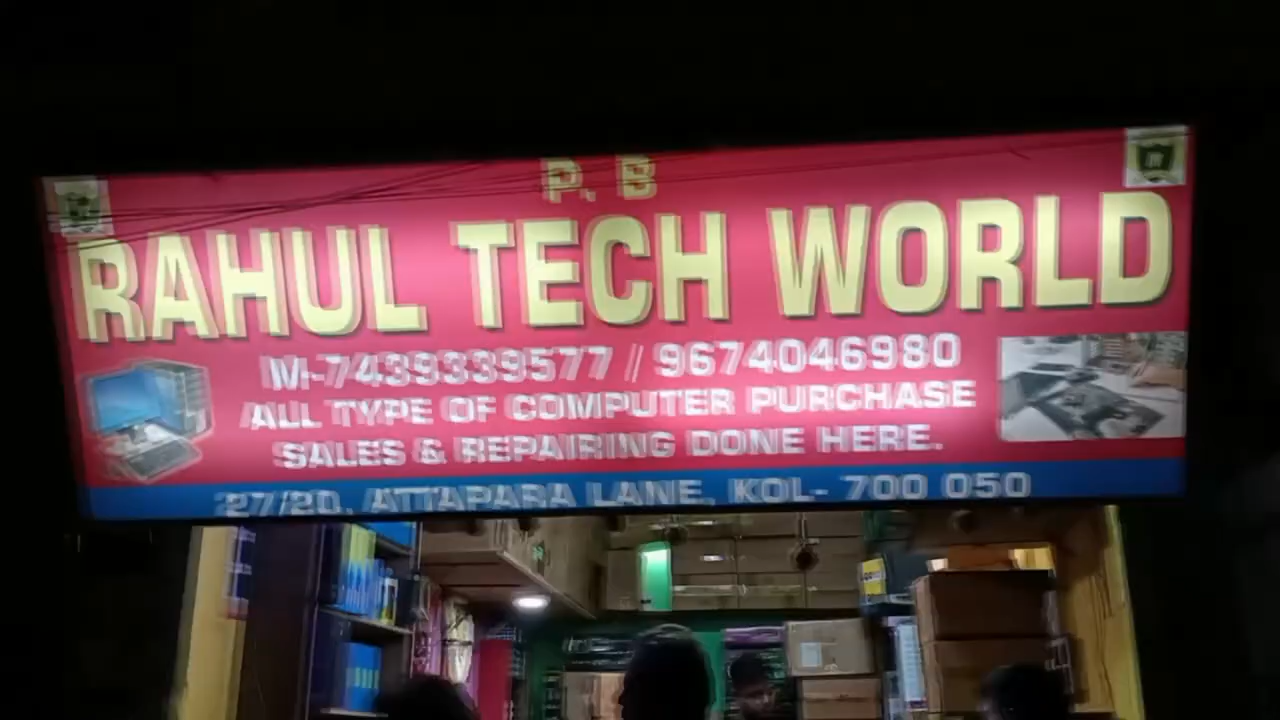 P. B
RAHUL TECH WORLD
M-7439339577 // 9674046980
ALL TYPE OF COMPUTER PURCHASE
SALES & REPAIRING DONE HERE.
27/2D, ATTAPARA LANE, KOL- 700 050